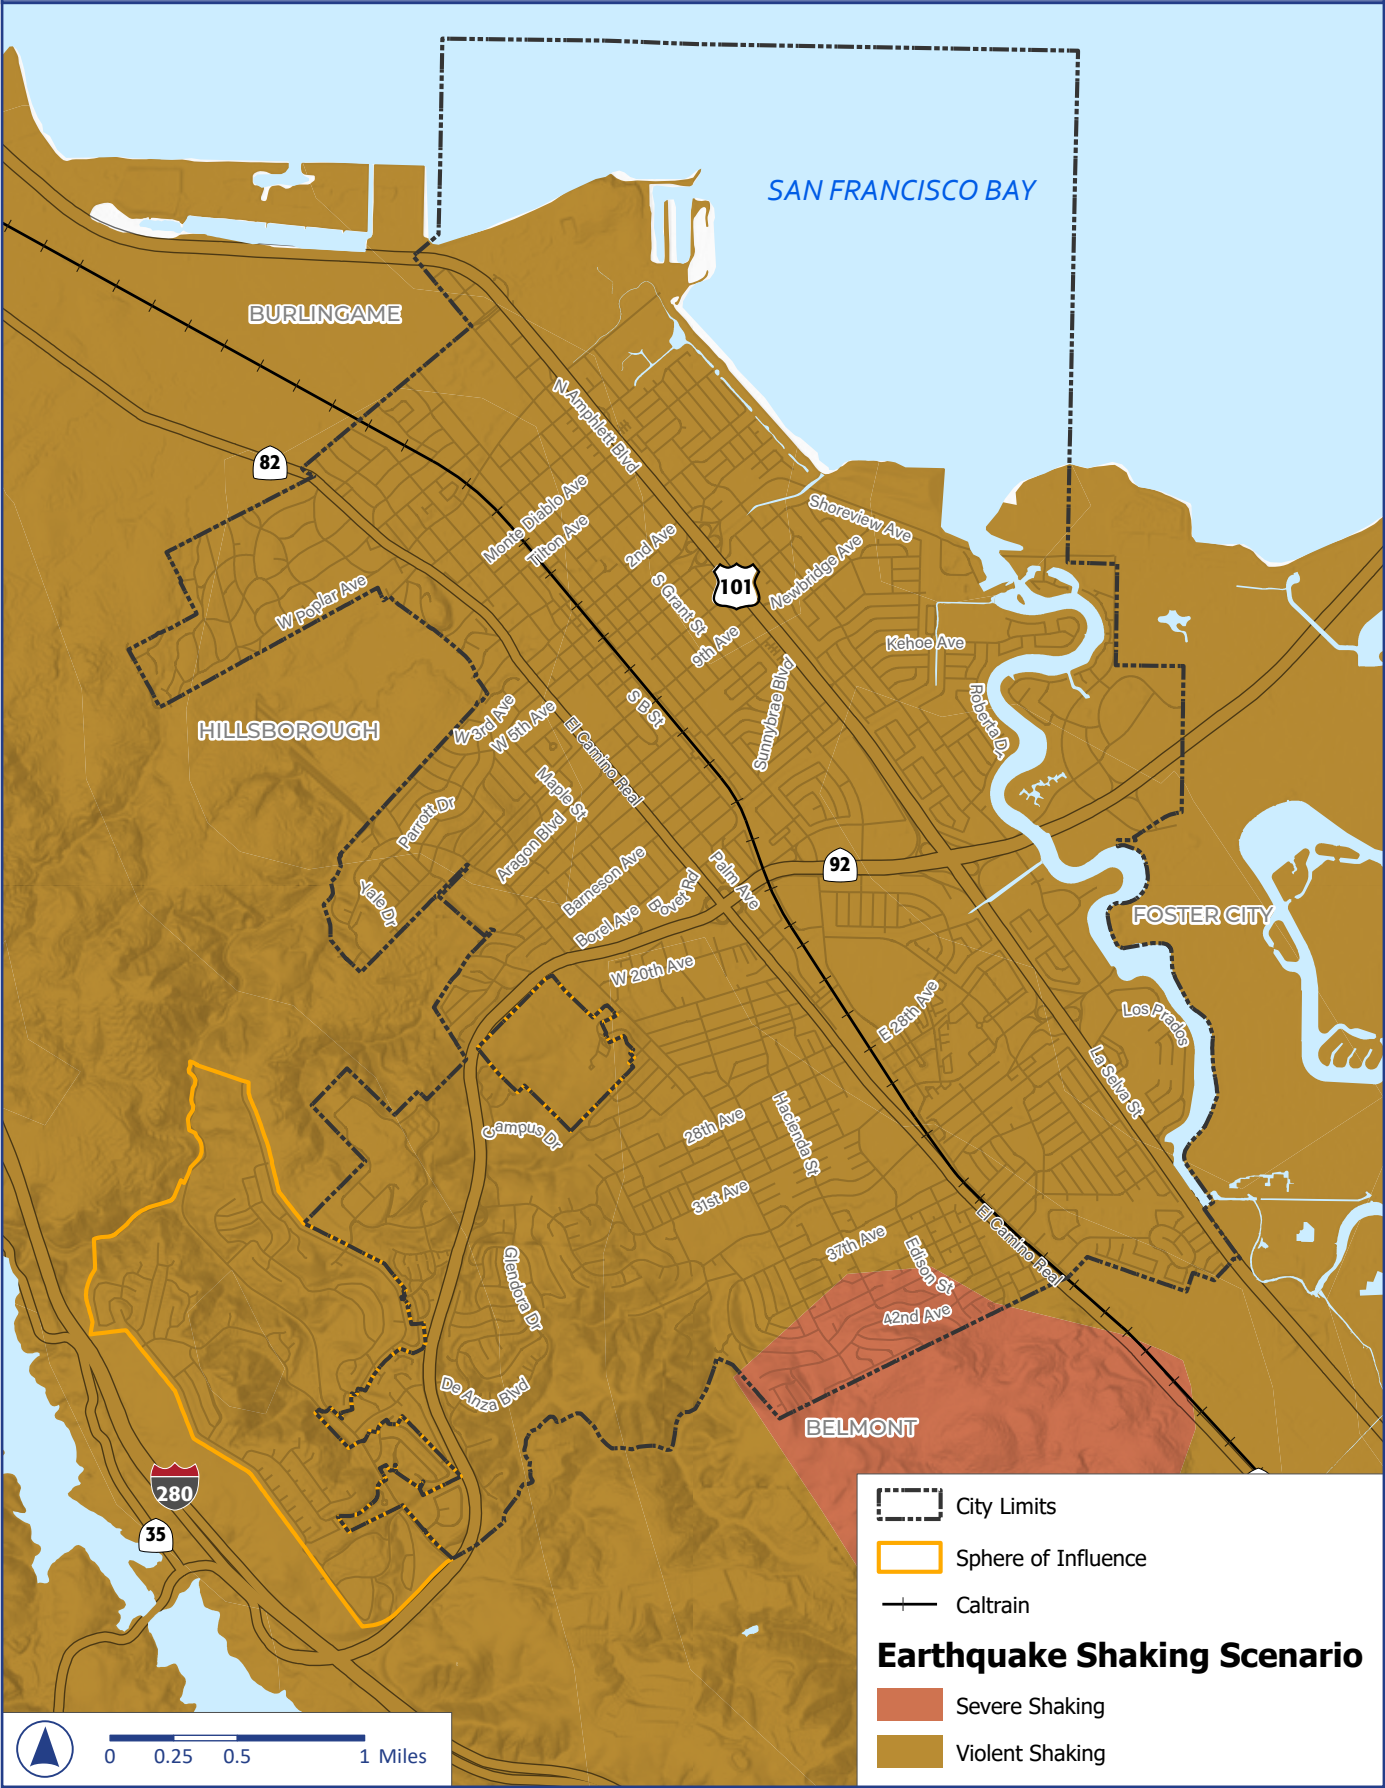 SAN FRANCISCO BAY
BURLINGAME
N Amphlett Blvd
82
Monte Diablo Ave
Tilton Ave
2nd Ave
Shoreview Ave
Newbridge Ave
101
S Grant St
W Poplar Ave
9th Ave
Kehoe Ave
Sunnybrae Blvd
Roberta Dr
HILLSBOROUGH
W 3rd Ave
W 5th Ave
S B St
El Camino Real
Maple St
Parrott Dr
Aragon Blvd
Barneson Ave
Bovet Rd
Palm Ave
92
Yale Dr
Borel Ave
FOSTER CITY
W 20th Ave
E 28th Ave
Los Prados
La Selva St
Campus Dr
28th Ave
Hacienda St
31st Ave
37th Ave
Edison St
El Camino Real
Glendora Dr
42nd Ave
De Anza Blvd
BELMONT
280
35
City Limits
Sphere of Influence
Caltrain
Earthquake Shaking Scenario
Severe Shaking
Violent Shaking
0 0.25 0.5 1 Miles